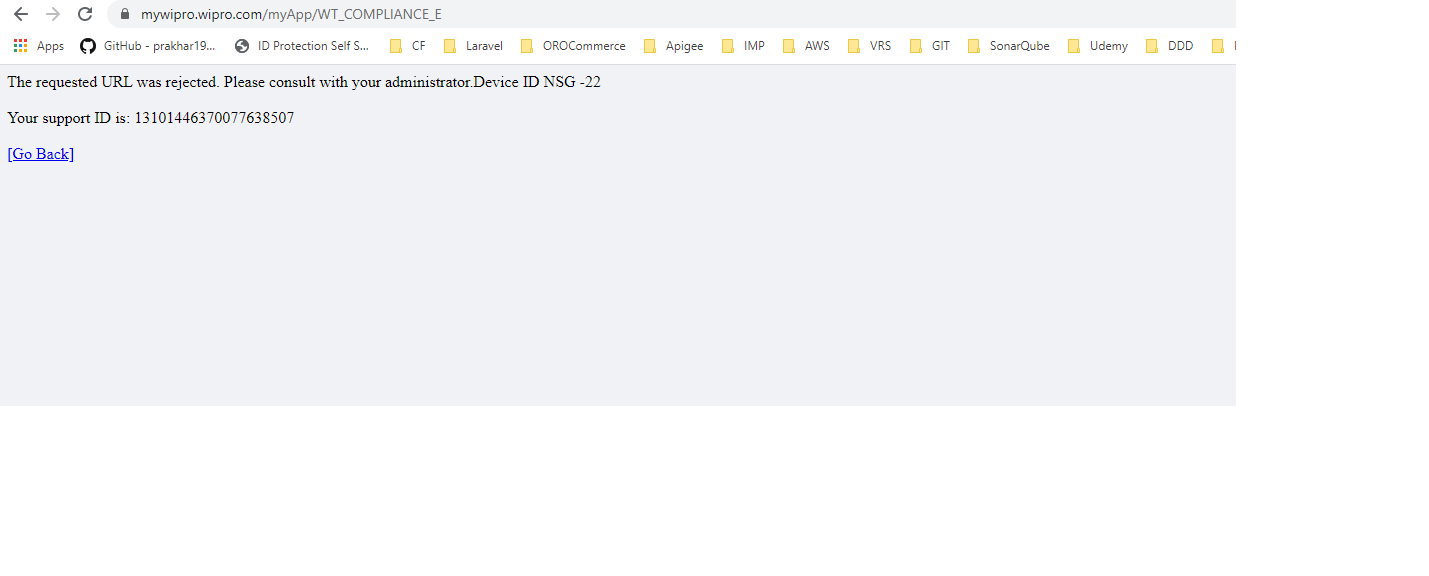 mywipro.wipro.com/myApp/WT_COMPLIANCE_E
Apps GitHub - prakhar19... ID Protection Self S... CF Laravel OROCommerce Apigee IMP AWS VRS GIT SonarQube Udemy DDD
The requested URL was rejected. Please consult with your administrator.Device ID NSG -22
Your support ID is: 13101446370077638507
[Go Back]